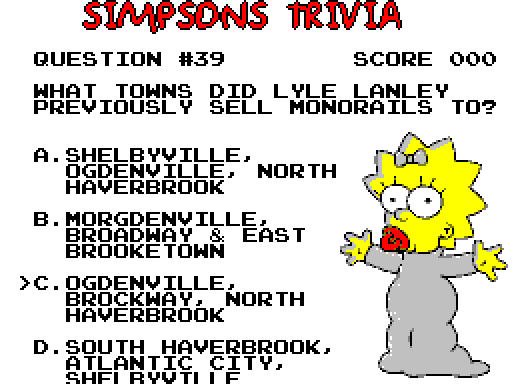 SIMPSONS TRIVIA
QUESTION #39 SCORE 000
WHAT TOWNS DID LYLE LANLEY
PREVIOUSLY SELL MONORAILS TO?
A.SHELBYVILLE,
OGDENVILLE, NORTH
HAVERBROOK
B.MORGDENVILLE,
BROADWAY & EAST
BROOKETOWN
>C.OGDENVILLE,
BROCKWAY, NORTH
HAVERBROOK
D.SOUTH HAVERBROOK,
ATLANTIC CITY,
SHELBYVILLE